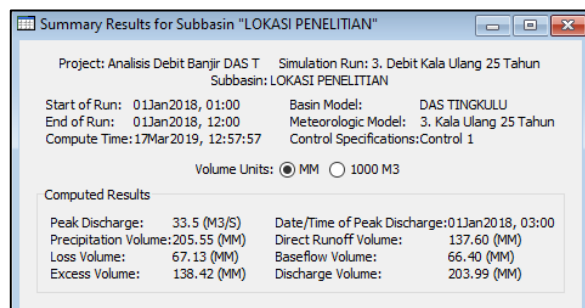 Summary Results for Subbasin "LOKASI PENELITIAN"
Project: Analisis Debit Banjir DAS T Simulation Run: 3. Debit Kala Ulang 25 Tahun
Subbasin: LOKASI PENELITIAN
Start of Run: 01Jan2018, 01:00 Basin Model: DAS TINGKULU
End of Run: 01Jan2018, 12:00 Meteorologic Model: 3. Kala Ulang 25 Tahun
Compute Time:17Mar2019, 12:57:57 Control Specifications:Control 1
Volume Units: MM 1000 M3
Computed Results
Peak Discharge: 33.5 (M3/S) Date/Time of Peak Discharge:01Jan2018, 03:00
Precipitation Volume:205.55 (MM) Direct Runoff Volume: 137.60 (MM)
Loss Volume: 67.13 (MM) Baseflow Volume: 66.40 (MM)
Excess Volume: 138.42 (MM) Discharge Volume: 203.99 (MM)